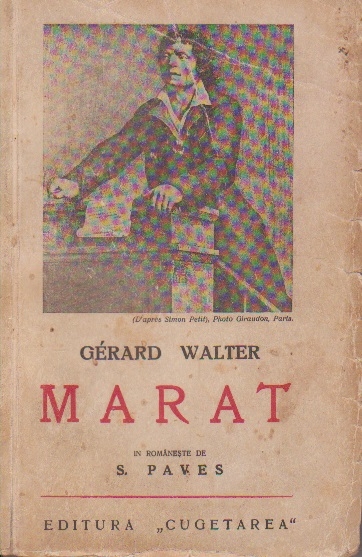 (D'après Simon Petit), Photo Giraudon, Paris.
GÉRARD WALTER
MARAT
IN ROMÂNEȘTE DE
S. PAVES
EDITURA „CUGETAREA"